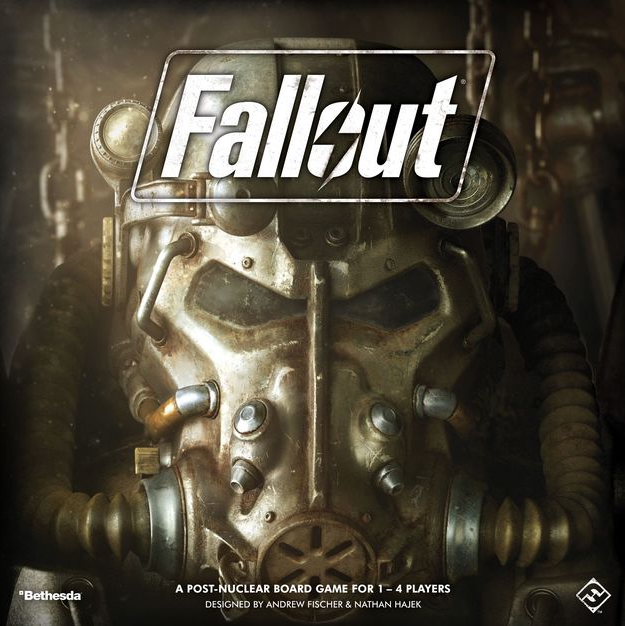 Fallout®
A POST-NUCLEAR BOARD GAME FOR 1 – 4 PLAYERS
Bethesda
DESIGNED BY ANDREW FISCHER & NATHAN HAJEK